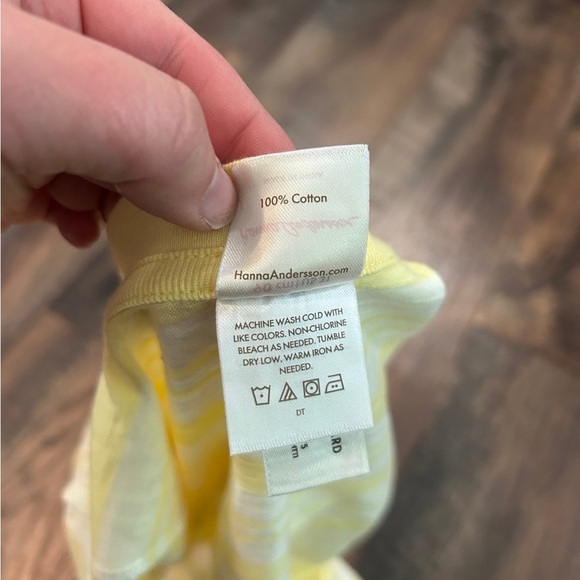 100% Cotton
HannaAndersson.com
MACHINE WASH COLD WITH
LIKE COLORS. NON-CHLORINE
BLEACH AS NEEDED. TUMBLE
DRY LOW. WARM IRON AS
NEEDED.
DT